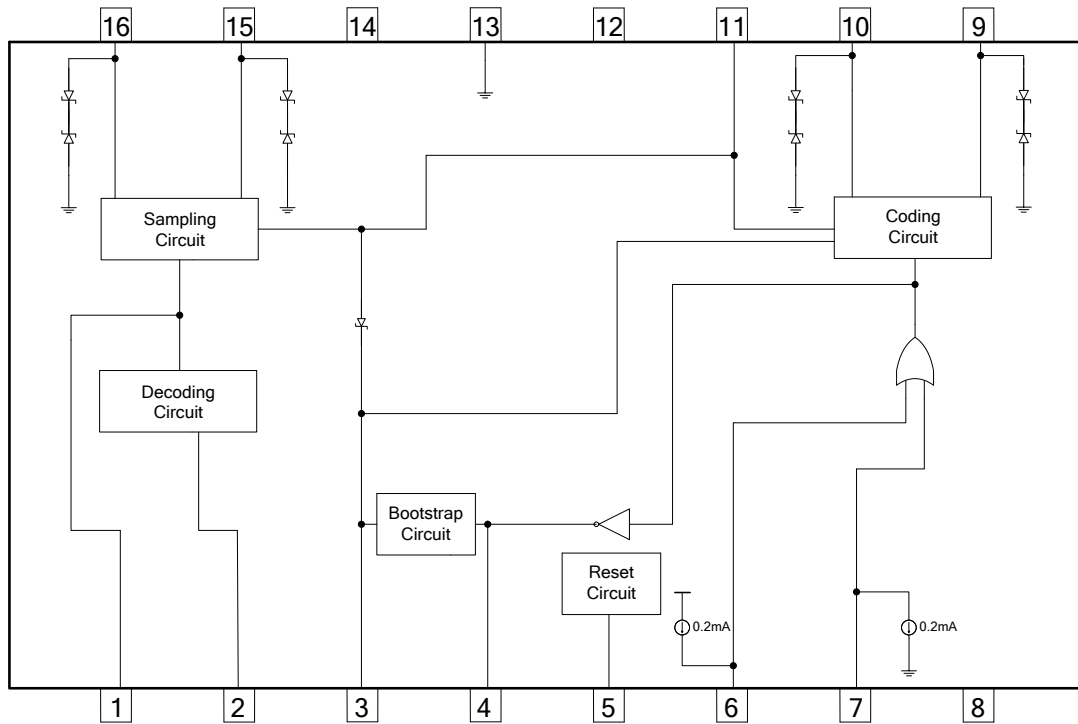 16 15 14 13 12 11 10 9
Sampling
Circuit
Coding
Circuit
Decoding
Circuit
Bootstrap
Circuit
Reset
Circuit
0.2mA
0.2mA
1 2 3 4 5 6 7 8